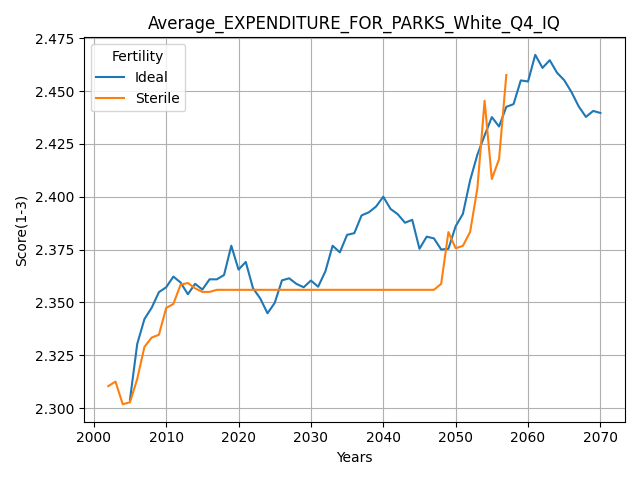 Average_EXPENDITURE_FOR_PARKS_White_Q4_IQ
Fertility
Ideal
Sterile
Score(1-3)
2.475
2.450
2.425
2.400
2.375
2.350
2.325
2.300
2000 2010 2020 2030 2040 2050 2060 2070
Years